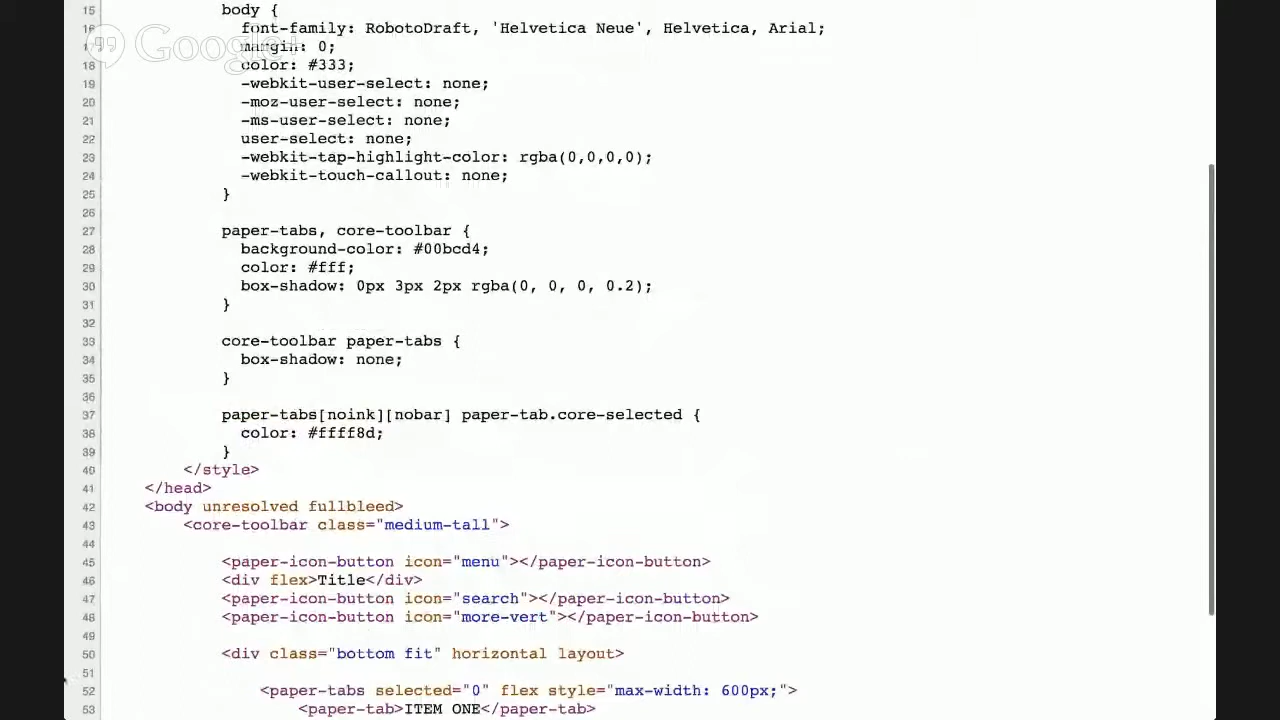 Google+
15 body {
16 font-family: RobotoDraft, 'Helvetica Neue', Helvetica, Arial;
17 margin: 0;
18 color: #333;
19 -webkit-user-select: none;
20 -moz-user-select: none;
21 -ms-user-select: none;
22 user-select: none;
23 -webkit-tap-highlight-color: rgba(0,0,0,0);
24 -webkit-touch-callout: none;
25 }
26
27 paper-tabs, core-toolbar {
28 background-color: #00bcd4;
29 color: #fff;
30 box-shadow: 0px 3px 2px rgba(0, 0, 0, 0.2);
31 }
32
33 core-toolbar paper-tabs {
34 box-shadow: none;
35 }
36
37 paper-tabs[noink][nobar] paper-tab.core-selected {
38 color: #ffff8d;
39 }
40 </style>
41 </head>
42 <body unresolved fullbleed>
43 <core-toolbar class="medium-tall">
44
45 <paper-icon-button icon="menu"></paper-icon-button>
46 <div flex>Title</div>
47 <paper-icon-button icon="search"></paper-icon-button>
48 <paper-icon-button icon="more-vert"></paper-icon-button>
49
50 <div class="bottom fit" horizontal layout>
51
52 <paper-tabs selected="0" flex style="max-width: 600px;">
53 <paper-tab>ITEM ONE</paper-tab>